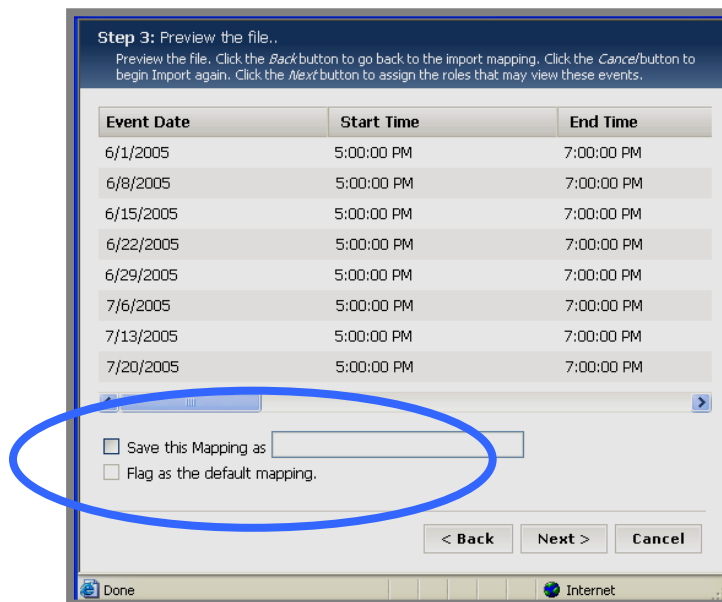 Step 3: Preview the file..
Preview the file. Click the Back button to go back to the import mapping. Click the Cancel button to
begin Import again. Click the Next button to assign the roles that may view these events.
Event Date Start Time End Time
6/1/2005 5:00:00 PM 7:00:00 PM
6/8/2005 5:00:00 PM 7:00:00 PM
6/15/2005 5:00:00 PM 7:00:00 PM
6/22/2005 5:00:00 PM 7:00:00 PM
6/29/2005 5:00:00 PM 7:00:00 PM
7/6/2005 5:00:00 PM 7:00:00 PM
7/13/2005 5:00:00 PM 7:00:00 PM
7/20/2005 5:00:00 PM 7:00:00 PM
Save this Mapping as
Flag as the default mapping.
< Back Next > Cancel
Done Internet